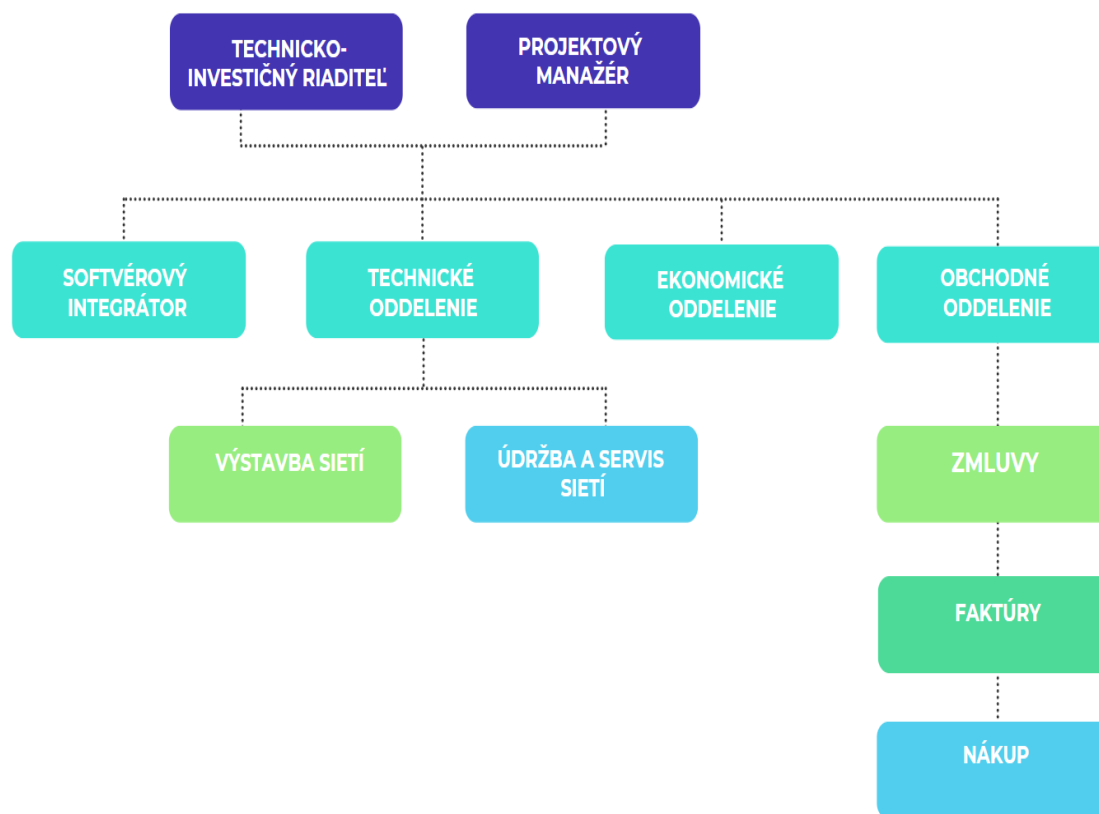 TECHNICKO-
INVESTIČNÝ RIADITEĽ
PROJEKTOVÝ
MANAŽÉR
SOFTVÉROVÝ
INTEGRÁTOR
TECHNICKÉ
ODDELENIE
EKONOMICKÉ
ODDELENIE
OBCHODNÉ
ODDELENIE
VÝSTAVBA SIETÍ
ÚDRŽBA A SERVIS
SIETÍ
ZMLUVY
FAKTÚRY
NÁKUP